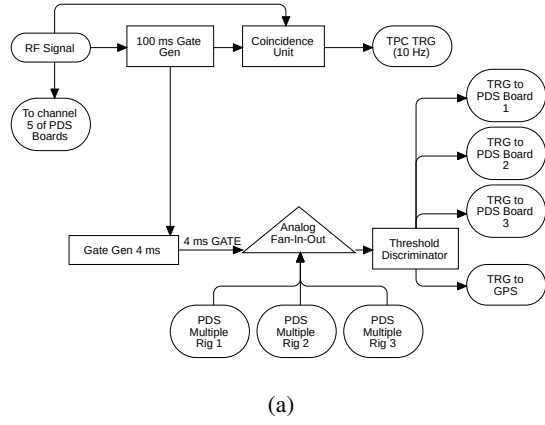 RF Signal
100 ms Gate
Gen
Coincidence
Unit
TPC TRG
(10 Hz)
To channel
5 of PDS
Boards
TRG to
PDS Board
1
TRG to
PDS Board
2
TRG to
PDS Board
3
TRG to
GPS
Gate Gen 4 ms
4 ms GATE
Analog
Fan-In-Out
Threshold
Discriminator
PDS
Multiple
Rig 1
PDS
Multiple
Rig 2
PDS
Multiple
Rig 3
(a)